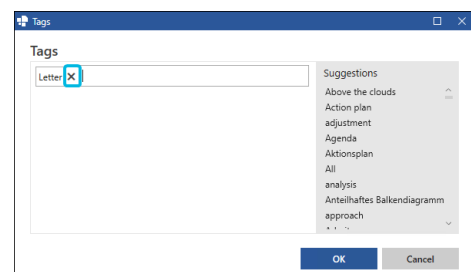 Tags
Tags
Letter
Suggestions
Above the clouds
Action plan
adjustment
Agenda
Aktionsplan
All
analysis
Anteilhaftes Balkendiagramm
approach
OK Cancel